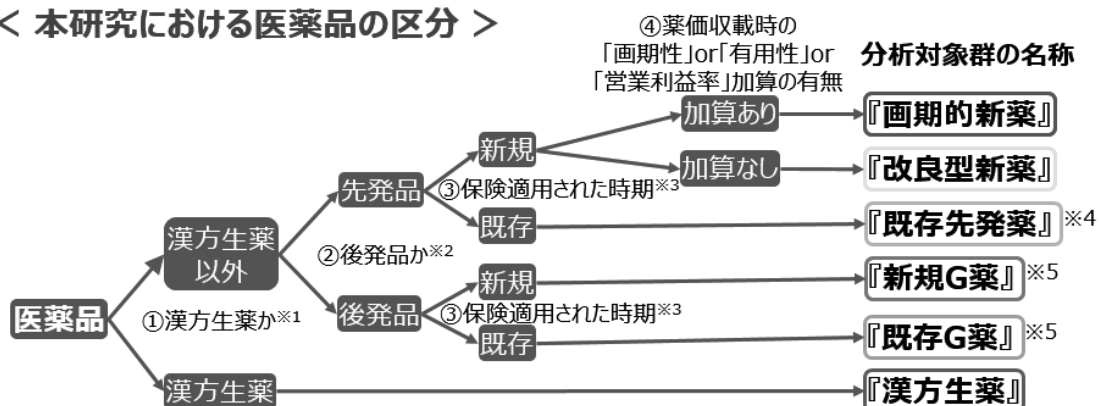 < 本研究における医薬品の区分 >
④薬価収載時の
「画期性」or「有用性」or
「営業利益率」加算の有無
分析対象群の名称
加算あり
『画期的新薬』
新規
加算なし
『改良型新薬』
先発品
③保険適用された時期※3
既存
『既存先発薬』※4
漢方生薬
以外
②後発品か※2
新規
『新規G薬』※5
医薬品
①漢方生薬か※1
後発品
③保険適用された時期※3
既存
『既存G薬』※5
漢方生薬
『漢方生薬』